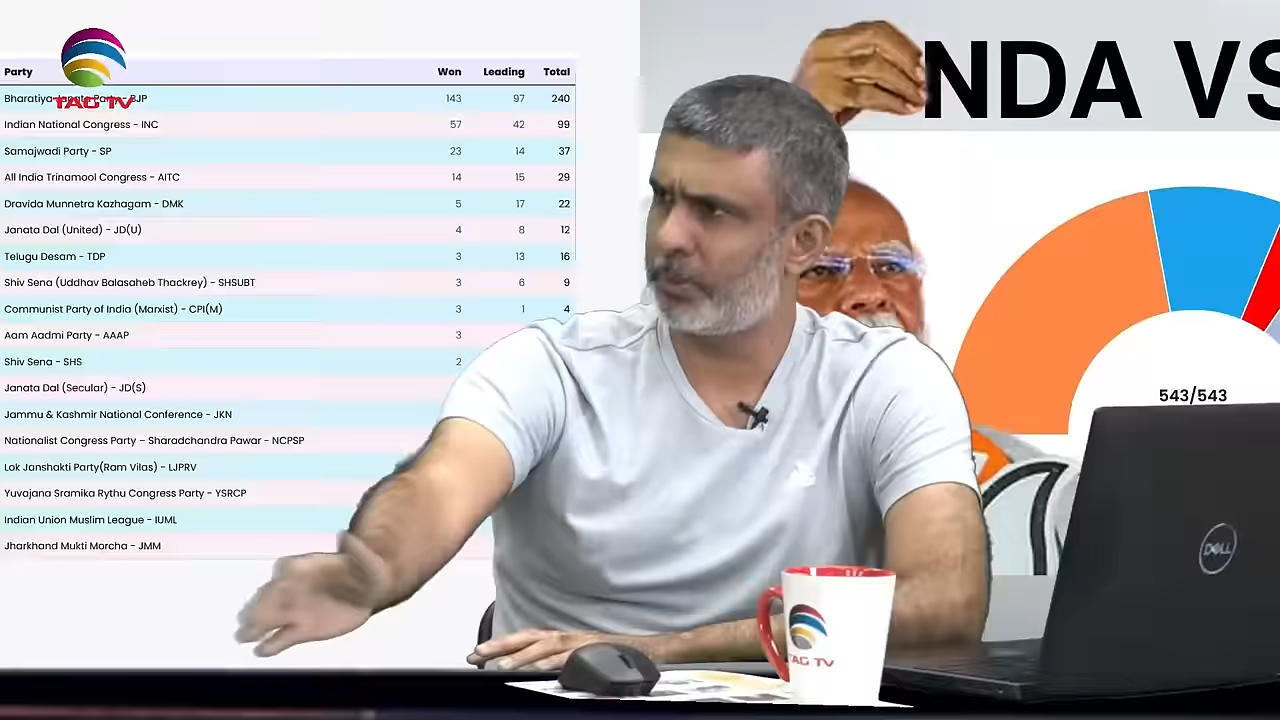 TAG TV
Party Won Leading Total
Bharatiya Janata Party - BJP 143 97 240
Indian National Congress - INC 57 42 99
Samajwadi Party - SP 23 14 37
All India Trinamool Congress - AITC 14 15 29
Dravida Munnetra Kazhagam - DMK 5 17 22
Janata Dal (United) - JD(U) 4 8 12
Telugu Desam - TDP 3 13 16
Shiv Sena (Uddhav Balasaheb Thackrey) - SHSUBT 3 6 9
Communist Party of India (Marxist) - CPI(M) 3 1 4
Aam Aadmi Party - AAAP 3
Shiv Sena - SHS 2
Janata Dal (Secular) - JD(S)
Jammu & Kashmir National Conference - JKN
Nationalist Congress Party – Sharadchandra Pawar - NCPSP
Lok Janshakti Party(Ram Vilas) - LJPRV
Yuvajana Sramika Rythu Congress Party - YSRCP
Indian Union Muslim League - IUML
Jharkhand Mukti Morcha - JMM
NDA VS
543/543
DELL
TAG TV